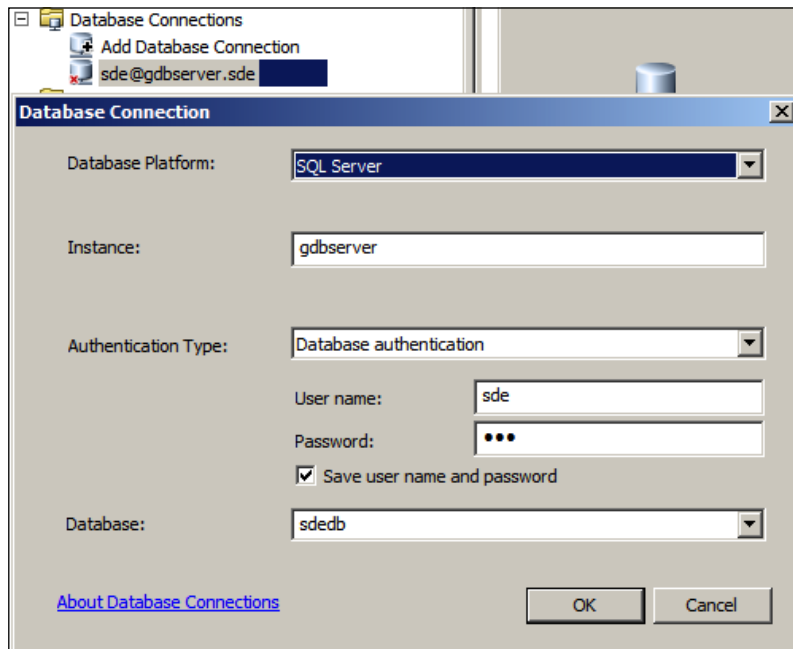 Database Connections
Add Database Connection
sde@gdbserver.sde
Database Connection
Database Platform: SQL Server
Instance: gdbserver
Authentication Type: Database authentication
User name: sde
Password: •••
Save user name and password
Database: sdedb
About Database Connections OK Cancel